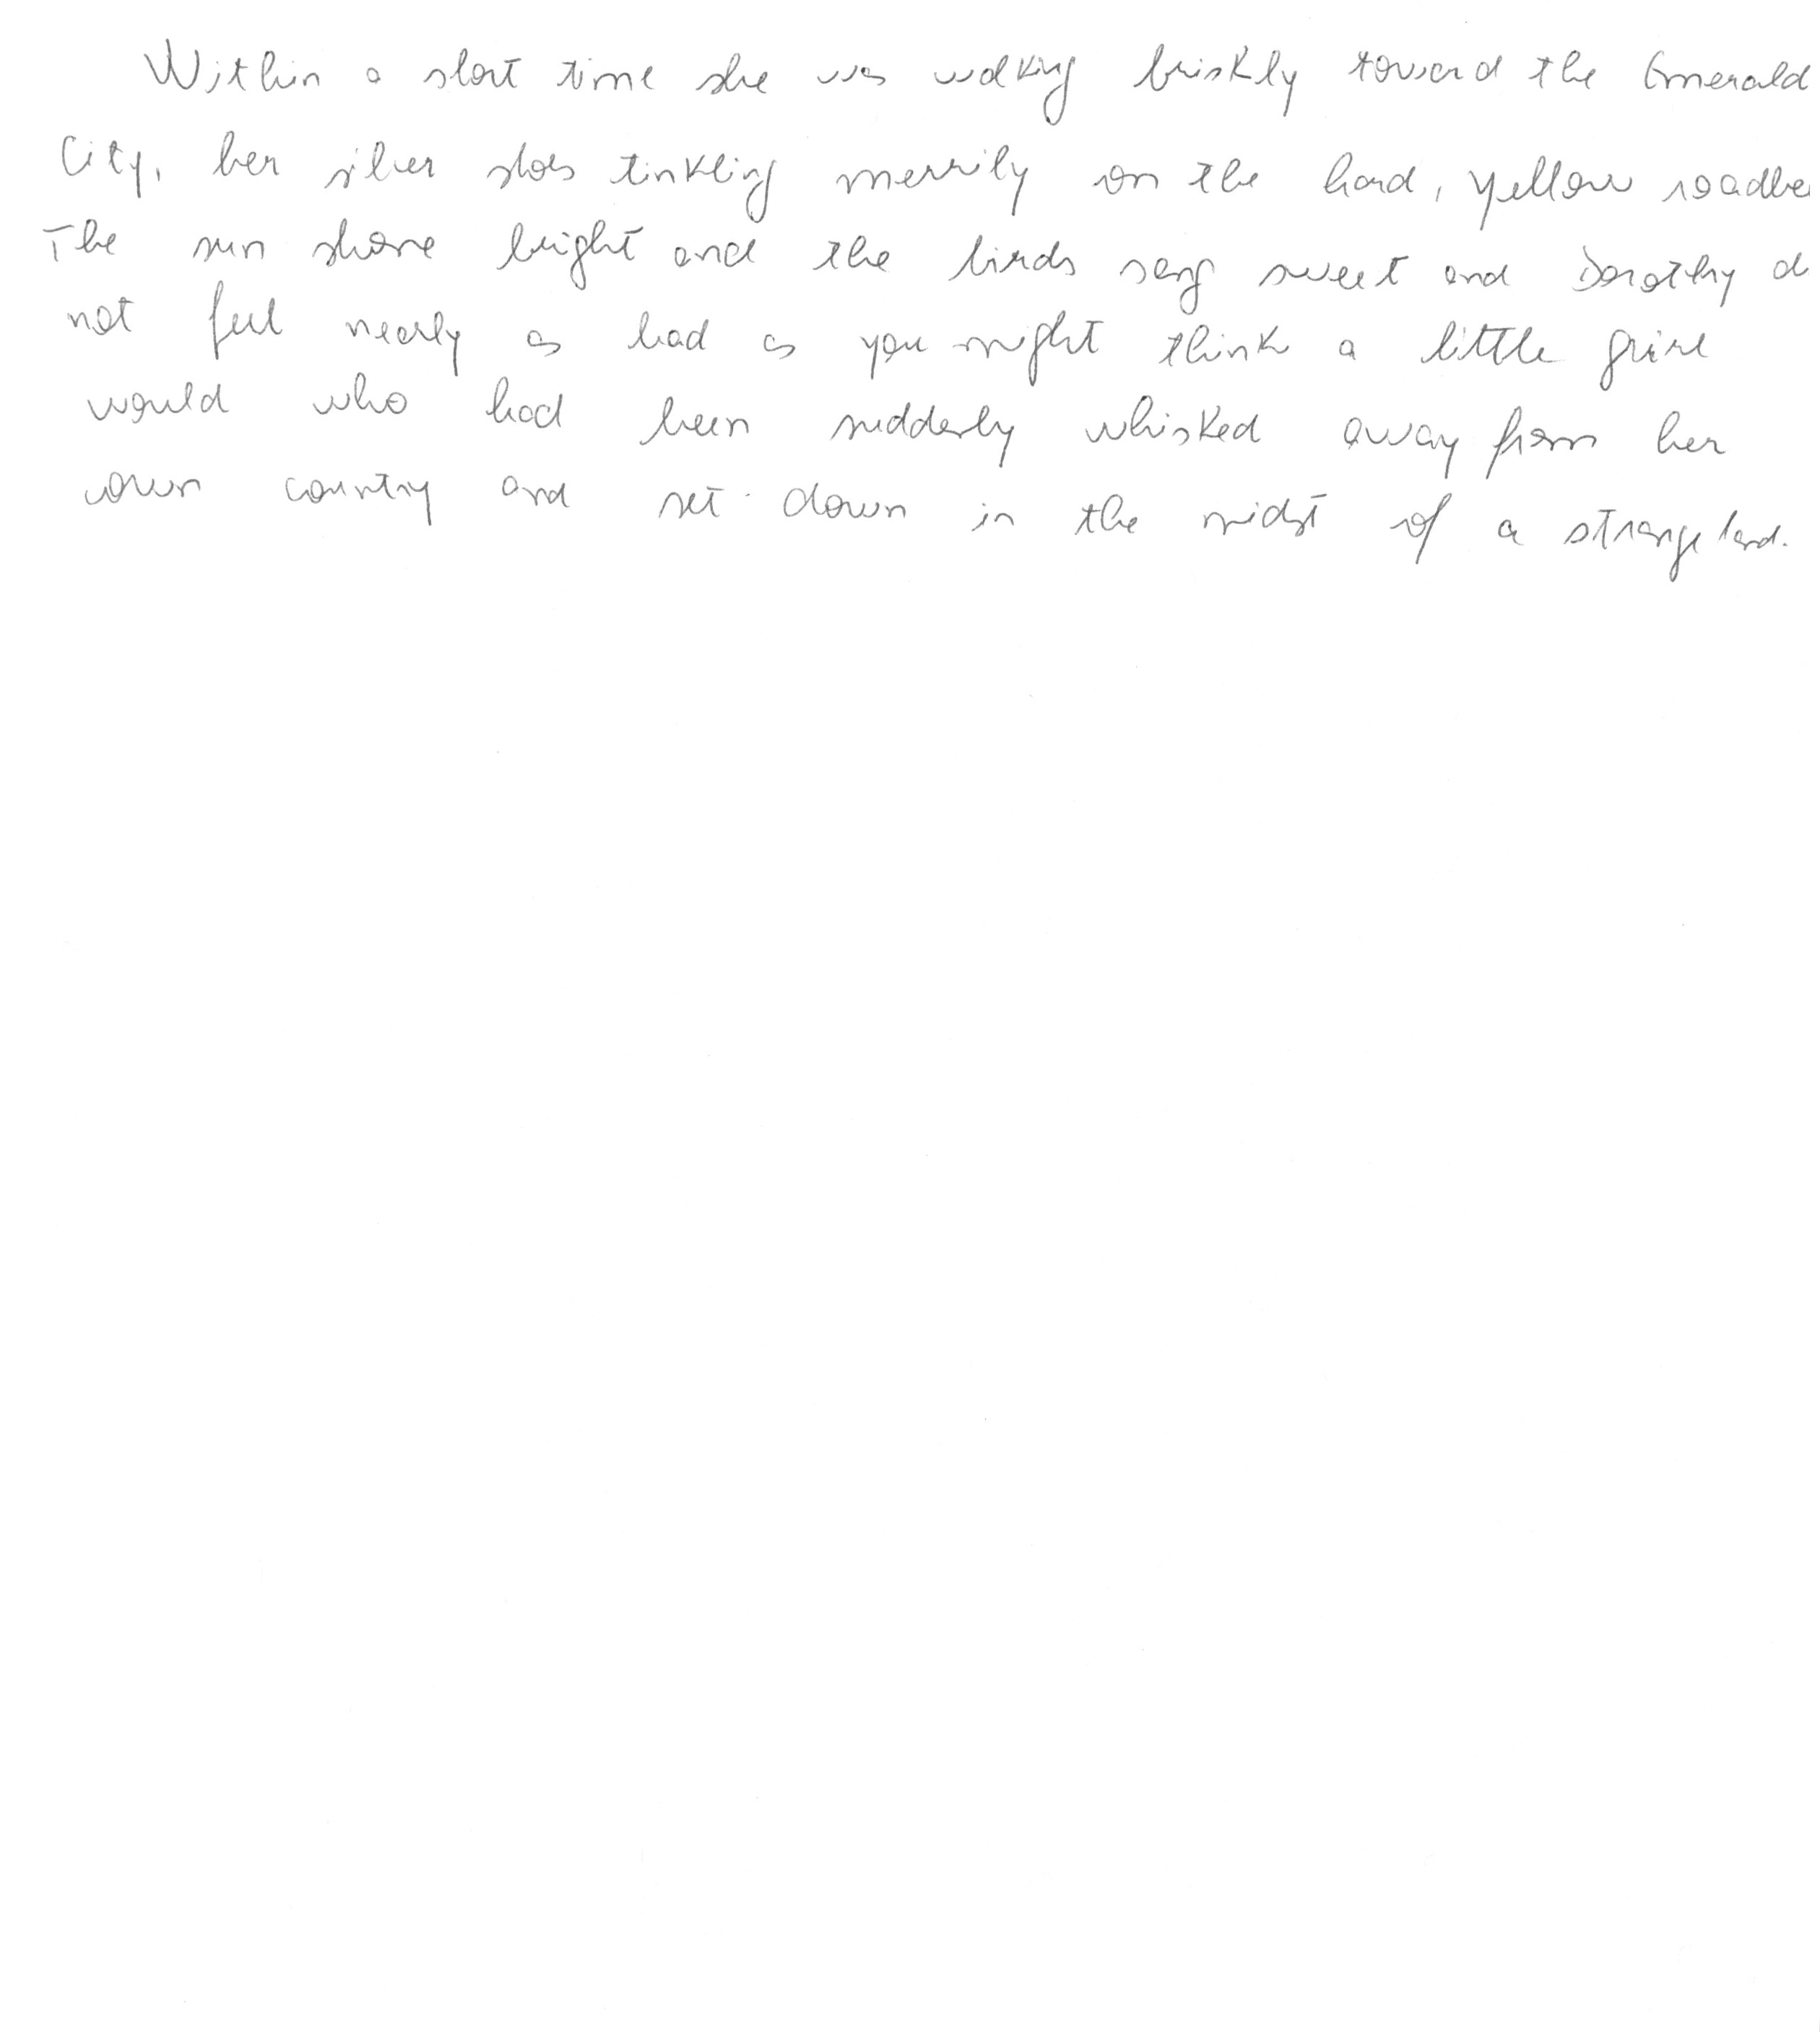 Within a short time she was walking briskly toward the Emerald
City, her silver shoes tinkling merrily on the hard, yellow roadbe
The sun shone bright and the birds sang sweet and Dorothy d
not feel nearly as bad as you might think a little girl
would who had been suddenly whisked away from her
own country and set down in the midst of a strange land.